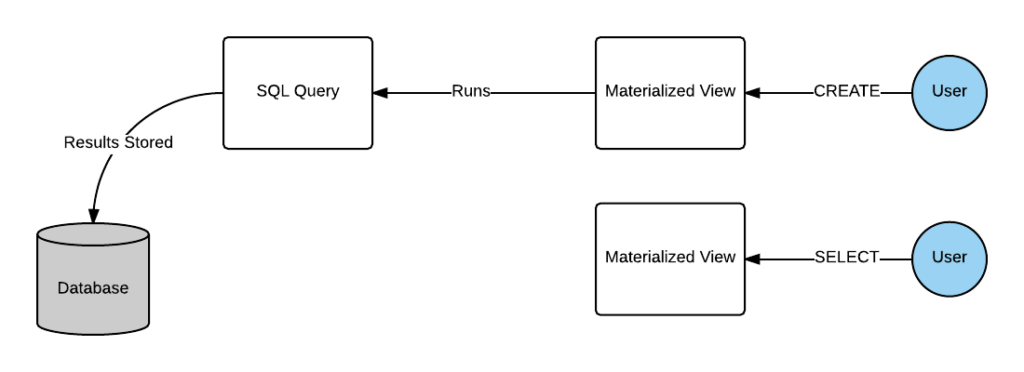 SQL Query
Runs
Materialized View
CREATE
User
Results Stored
Database
Materialized View
SELECT
User